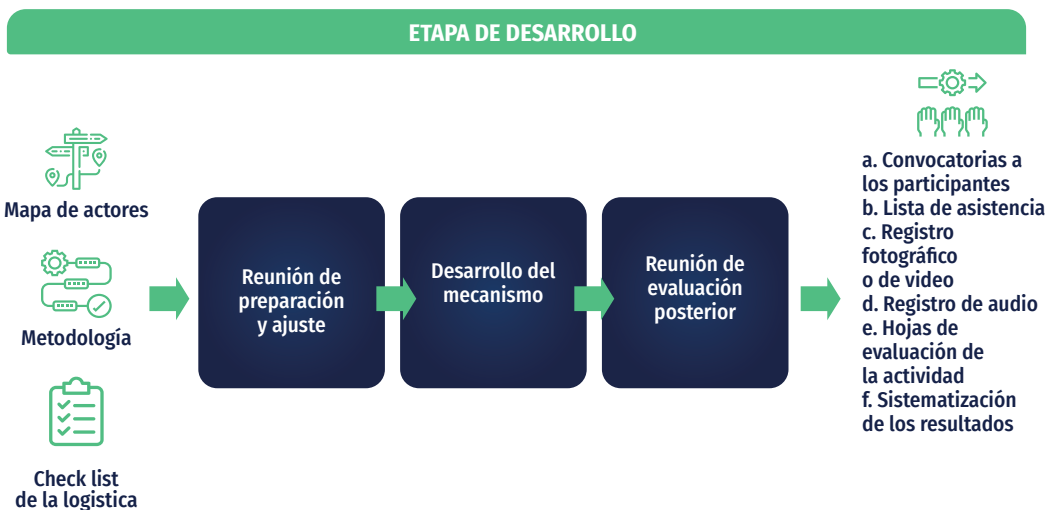 ETAPA DE DESARROLLO
Mapa de actores
Metodología
Check list
de la logistica
Reunión de
preparación
y ajuste
Desarrollo del
mecanismo
Reunión de
evaluación
posterior
a. Convocatorias a
los participantes
b. Lista de asistencia
c. Registro
fotográfico
o de video
d. Registro de audio
e. Hojas de
evaluación de
la actividad
f. Sistematización
de los resultados